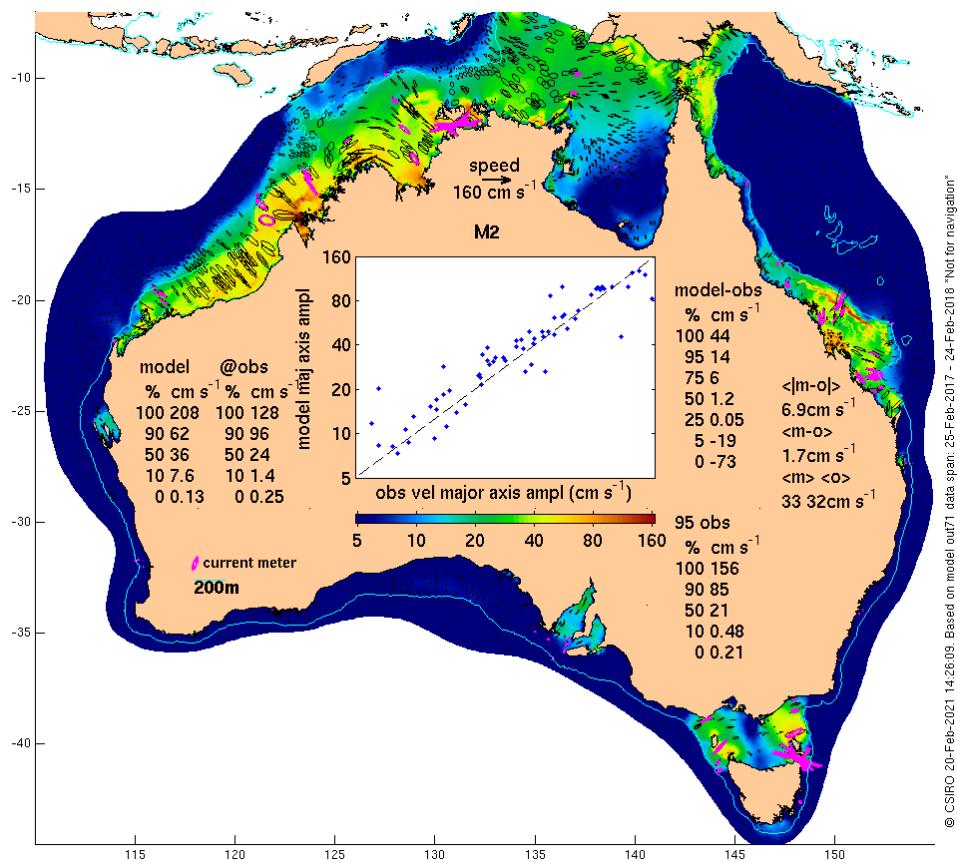 -10
-15
-20
-25
-30
-35
-40
115
120
125
130
135
140
145
150
speed
160 cm s-1
M2
160
80
40
20
10
5
model maj axis ampl
obs vel major axis ampl (cm s-1)
5 10 20 40 80 160
model @obs
% cm s-1 % cm s-1
100 208 100 128
90 62 90 96
50 36 50 24
10 7.6 10 1.4
0 0.13 0 0.25
model-obs
% cm s-1
100 44
95 14
75 6
50 1.2
25 0.05
5 -19
0 -73
<|m-o|>
6.9cm s-1
<m-o>
1.7cm s-1
<m> <o>
33 32cm s-1
95 obs
% cm s-1
100 156
90 85
50 21
10 0.48
0 0.21
current meter
200m
© CSIRO 20-Feb-2021 14:26:09. Based on model out71 data span: 25-Feb-2017 - 24-Feb-2018 *Not for navigation*